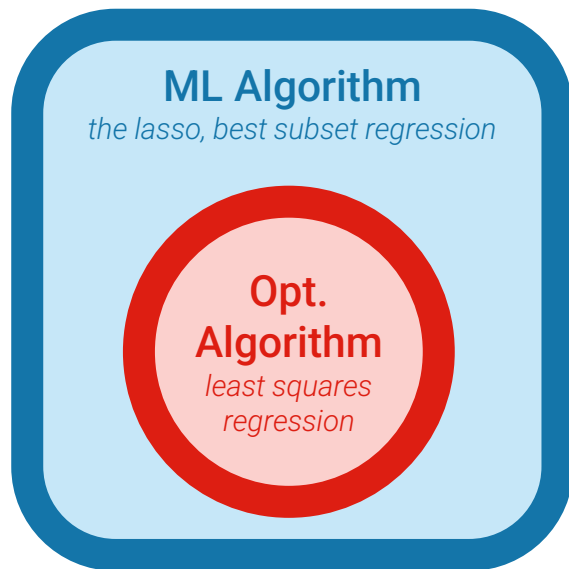 ML Algorithm
the lasso, best subset regression
Opt.
Algorithm
least squares
regression